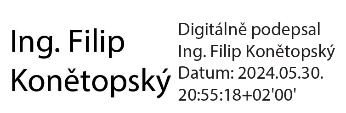 Ing. Filip
Konětopský
Digitálně podepsal
Ing. Filip Konětopský
Datum: 2024.05.30.
20:55:18+02'00'